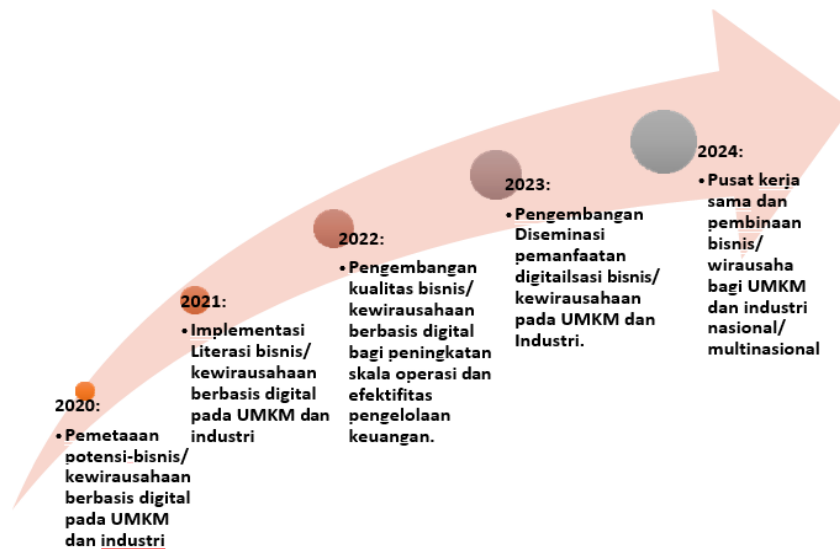 2020:
• Pemetaaan
potensi-bisnis/
kewirausahaan
berbasis digital
pada UMKM
dan industri
2021:
• Implementasi
Literasi bisnis/
kewirausahaan
berbasis digital
pada UMKM dan
industri
2022:
• Pengembangan
kualitas bisnis/
kewirausahaan
berbasis digital
bagi peningkatan
skala operasi dan
efektifitas
pengelolaan
keuangan.
2023:
• Pengembangan
Diseminasi
pemanfaatan
digitailsasi bisnis/
kewirausahaan
pada UMKM dan
Industri.
2024:
• Pusat kerja
sama dan
pembinaan
bisnis/
wirausaha
bagi UMKM
dan industri
nasional/
multinasional